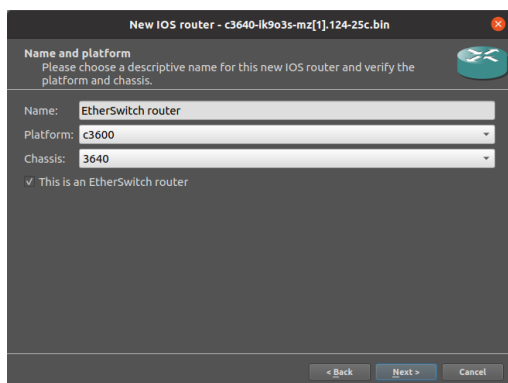 New IOS router - c3640-ik9o3s-mz[1].124-25c.bin
Name and platform
Please choose a descriptive name for this new IOS router and verify the
platform and chassis.
Name: EtherSwitch router
Platform: c3600
Chassis: 3640
This is an EtherSwitch router
< Back Next > Cancel